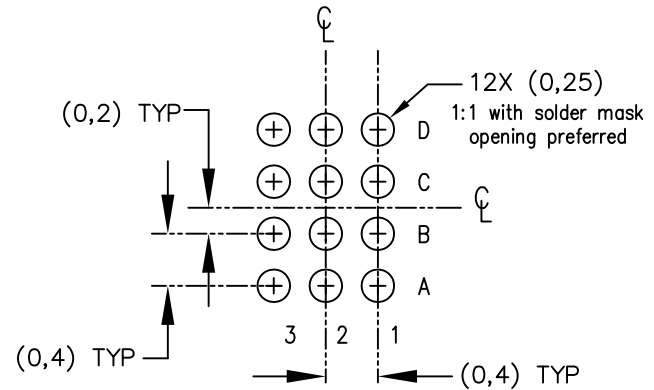 ℄
12X (0,25)
1:1 with solder mask
opening preferred
(0,2) TYP
D
C
℄
B
A
3 2 1
(0,4) TYP
(0,4) TYP